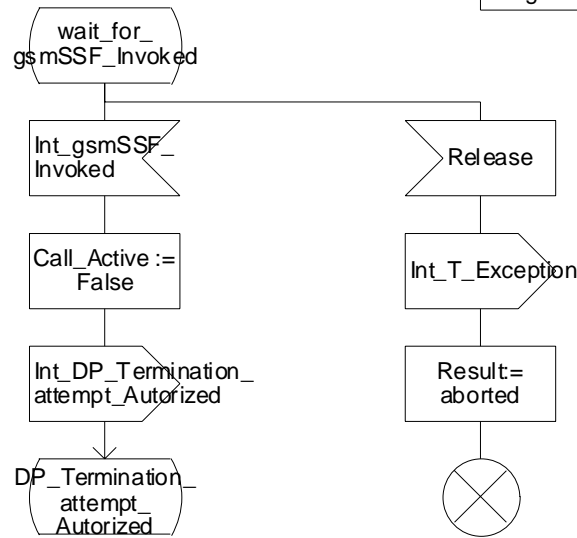 wait_for_
gsmSSF_Invoked
Int_gsmSSF_
Invoked
Release
Call_Active :=
False
Int_T_Exception
Int_DP_Termination_
attempt_Autorized
Result:=
aborted
DP_Termination_
attempt_
Autorized